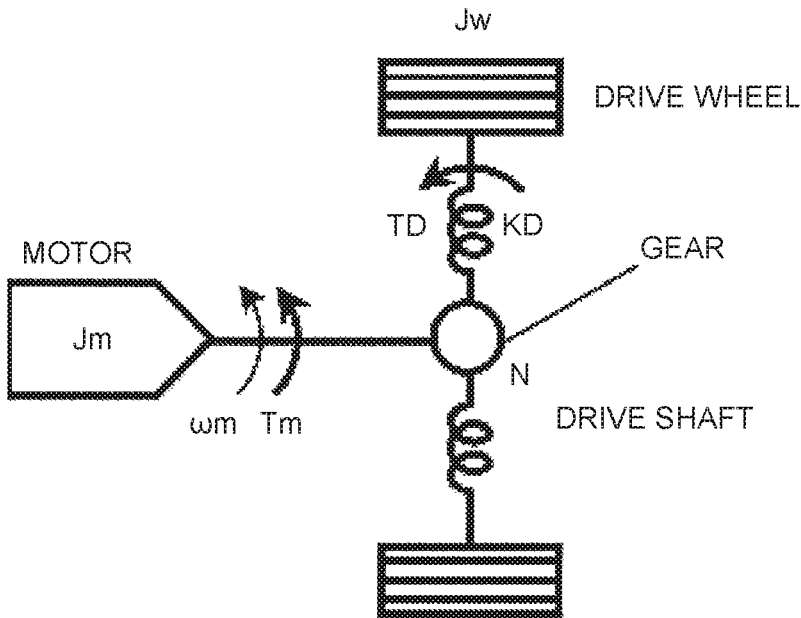 Jw
DRIVE WHEEL
TD KD
MOTOR
GEAR
Jm
N
ωm Tm
DRIVE SHAFT